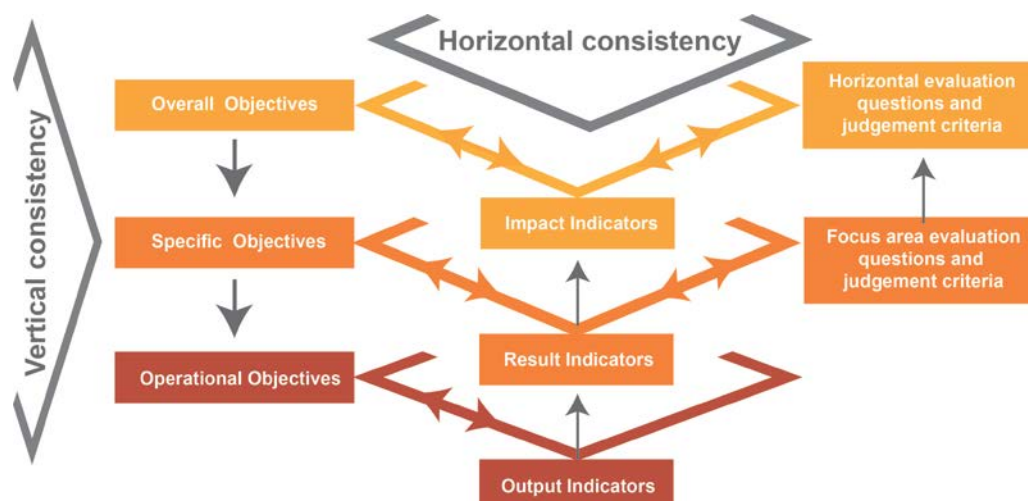 Horizontal consistency
Vertical consistency
Overall Objectives
Horizontal evaluation
questions and
judgement criteria
Impact Indicators
Specific Objectives
Focus area evaluation
questions and
judgement criteria
Result Indicators
Operational Objectives
Output Indicators